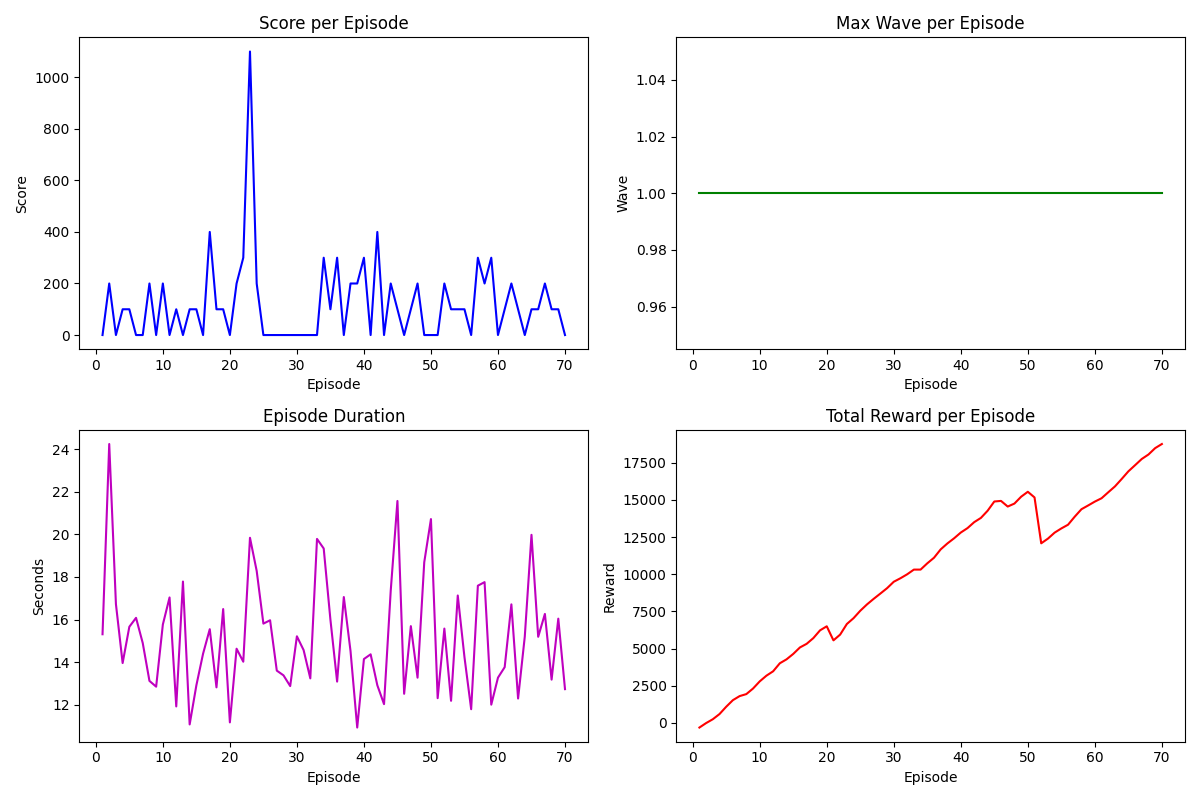 Score per Episode
1000
800
600
400
200
0
Score
0 10 20 30 40 50 60 70
Episode
Max Wave per Episode
1.04
1.02
1.00
0.98
0.96
Wave
0 10 20 30 40 50 60 70
Episode
Episode Duration
24
22
20
18
16
14
12
Seconds
0 10 20 30 40 50 60 70
Episode
Total Reward per Episode
17500
15000
12500
10000
7500
5000
2500
0
Reward
0 10 20 30 40 50 60 70
Episode